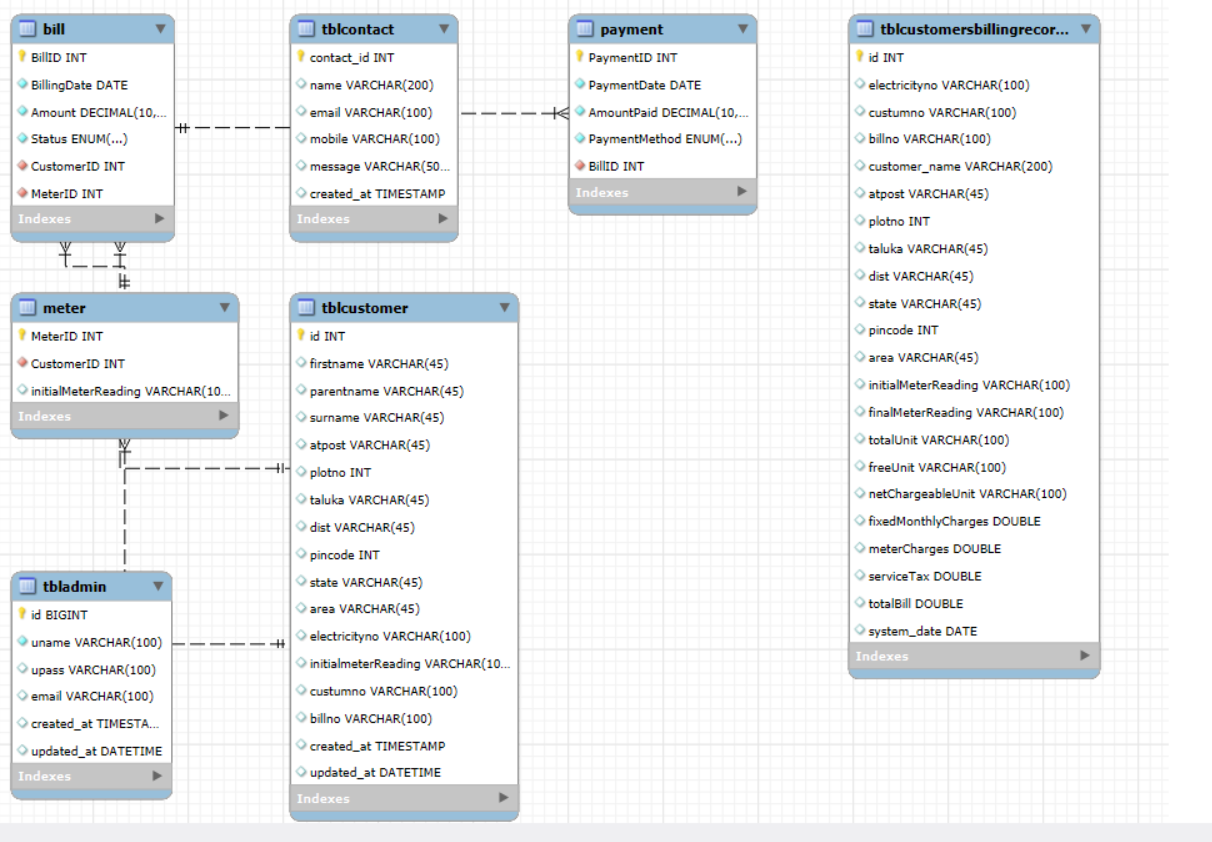 bill
BillID INT
BillingDate DATE
Amount DECIMAL(10,...
Status ENUM(...)
CustomerID INT
MeterID INT
Indexes
tblcontact
contact_id INT
name VARCHAR(200)
email VARCHAR(100)
mobile VARCHAR(100)
message VARCHAR(50...
created_at TIMESTAMP
Indexes
payment
PaymentID INT
PaymentDate DATE
AmountPaid DECIMAL(10,...
PaymentMethod ENUM(...)
BillID INT
Indexes
tblcustomersbillingrecor...
id INT
electricityno VARCHAR(100)
custumno VARCHAR(100)
billno VARCHAR(100)
customer_name VARCHAR(200)
atpost VARCHAR(45)
plotno INT
taluka VARCHAR(45)
dist VARCHAR(45)
state VARCHAR(45)
pincode INT
area VARCHAR(45)
initialMeterReading VARCHAR(100)
finalMeterReading VARCHAR(100)
totalUnit VARCHAR(100)
freeUnit VARCHAR(100)
netChargeableUnit VARCHAR(100)
fixedMonthlyCharges DOUBLE
meterCharges DOUBLE
serviceTax DOUBLE
totalBill DOUBLE
system_date DATE
Indexes
meter
MeterID INT
CustomerID INT
initialMeterReading VARCHAR(10...
Indexes
tblcustomer
id INT
firstname VARCHAR(45)
parentname VARCHAR(45)
surname VARCHAR(45)
atpost VARCHAR(45)
plotno INT
taluka VARCHAR(45)
dist VARCHAR(45)
pincode INT
state VARCHAR(45)
area VARCHAR(45)
electricityno VARCHAR(100)
initialmeterReading VARCHAR(10...
custumno VARCHAR(100)
billno VARCHAR(100)
created_at TIMESTAMP
updated_at DATETIME
Indexes
tbladmin
id BIGINT
uname VARCHAR(100)
upass VARCHAR(100)
email VARCHAR(100)
created_at TIMESTA...
updated_at DATETIME
Indexes